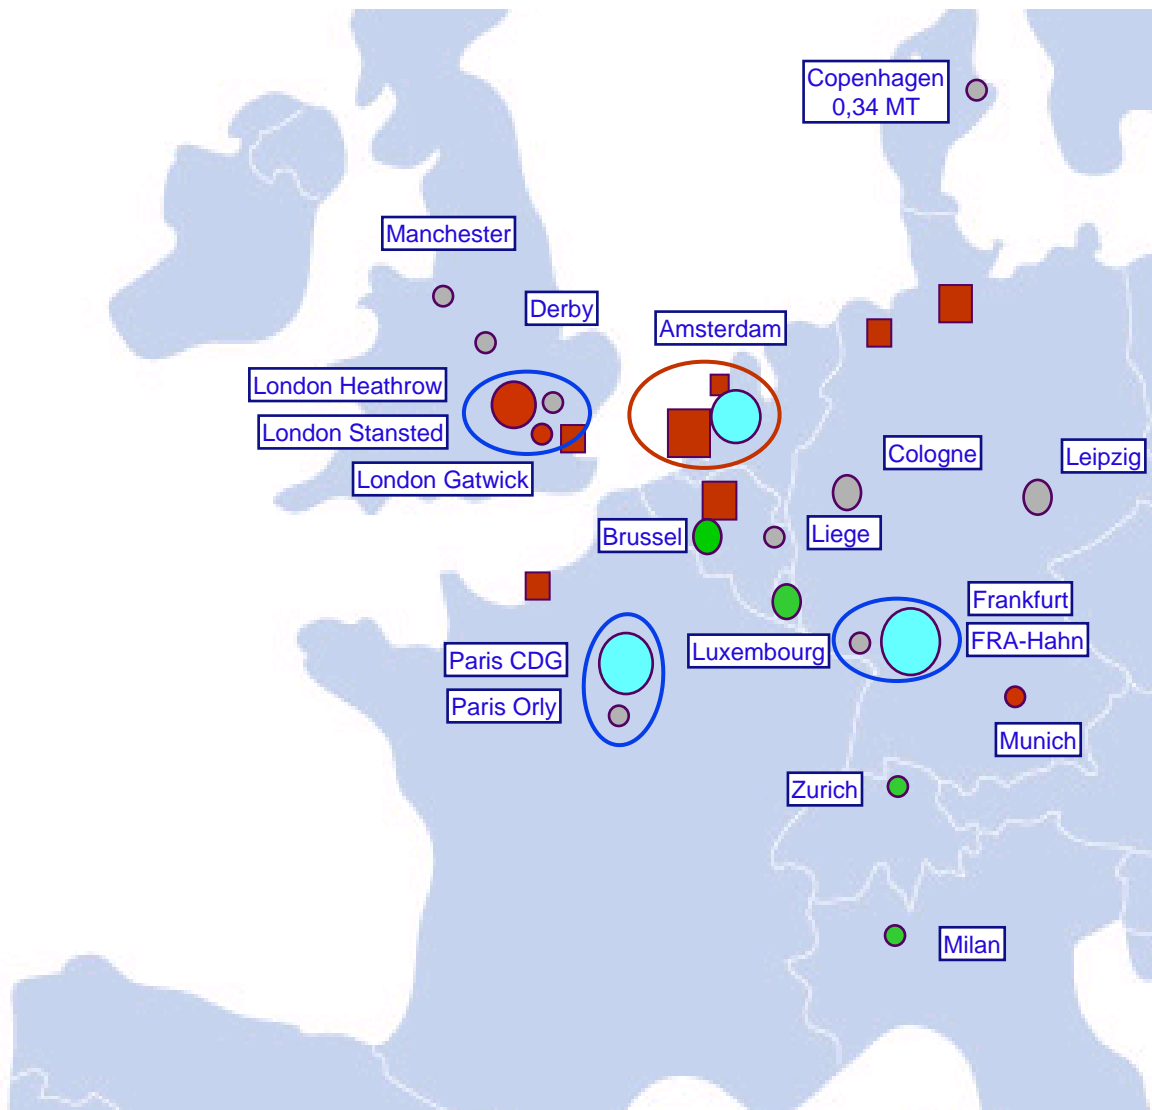 Copenhagen
0,34 MT
Manchester
Derby
Amsterdam
London Heathrow
London Stansted
London Gatwick
Cologne
Leipzig
Brussel
Liege
Frankfurt
FRA-Hahn
Luxembourg
Paris CDG
Paris Orly
Munich
Zurich
Milan